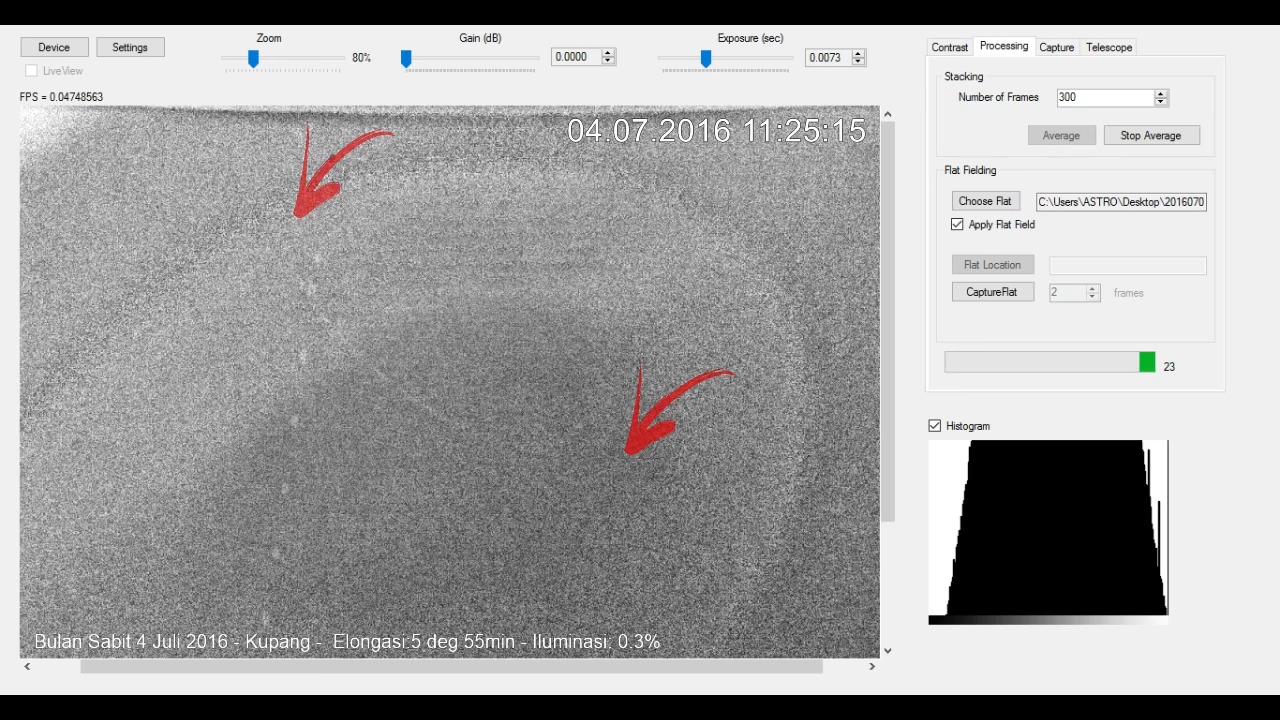 Device
Settings
Zoom
Gain (dB)
Exposure (sec)
80%
0.0000
0.0073
LiveView
FPS = 0.04748563
04.07.2016 11:25:15
Bulan Sabit 4 Juli 2016 - Kupang - Elongasi:5 deg 55min - Iluminasi: 0.3%
Contrast
Processing
Capture
Telescope
Stacking
Number of Frames
300
Average
Stop Average
Flat Fielding
Choose Flat
C:\Users\ASTRO\Desktop\2016070
Apply Flat Field
Flat Location
CaptureFlat
2
frames
23
Histogram